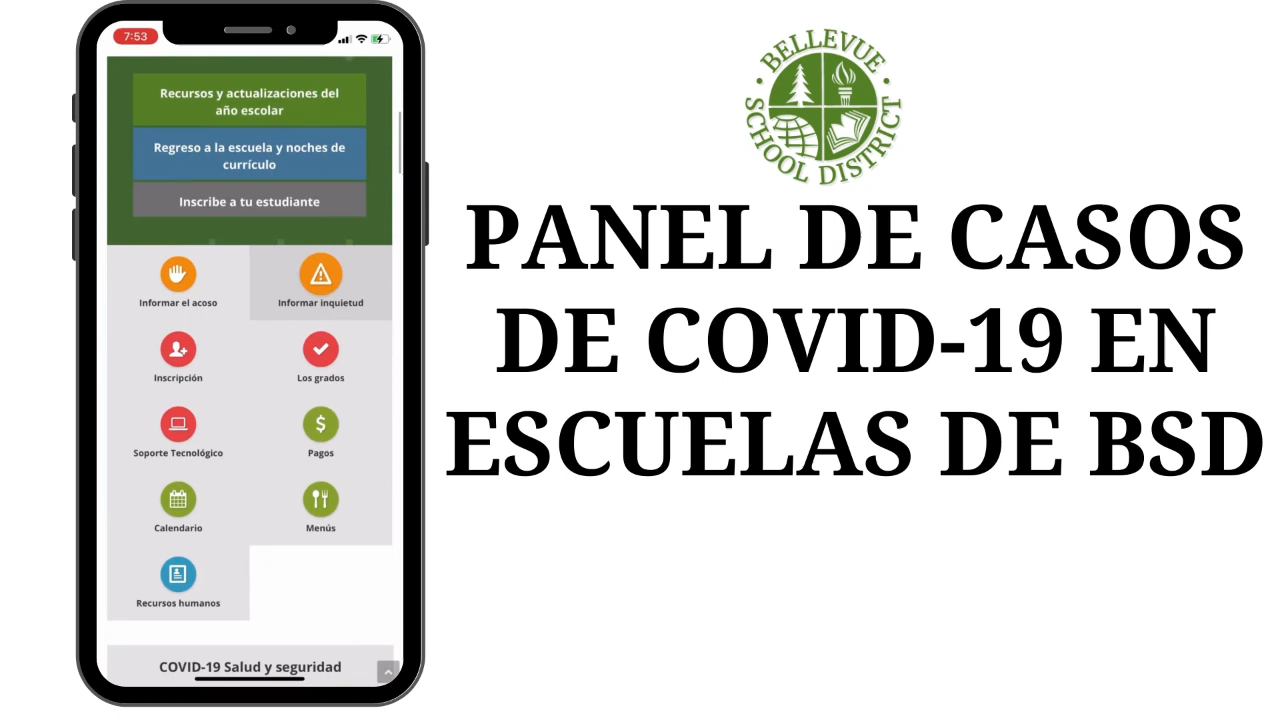 7:53
Recursos y actualizaciones del
año escolar
Regreso a la escuela y noches de
currículo
Inscribe a tu estudiante
Informar el acoso
Informar inquietud
Inscripción
Los grados
Soporte Tecnológico
Pagos
Calendario
Menús
Recursos humanos
COVID-19 Salud y seguridad
BELLEVUE
SCHOOL DISTRICT
PANEL DE CASOS
DE COVID-19 EN
ESCUELAS DE BSD